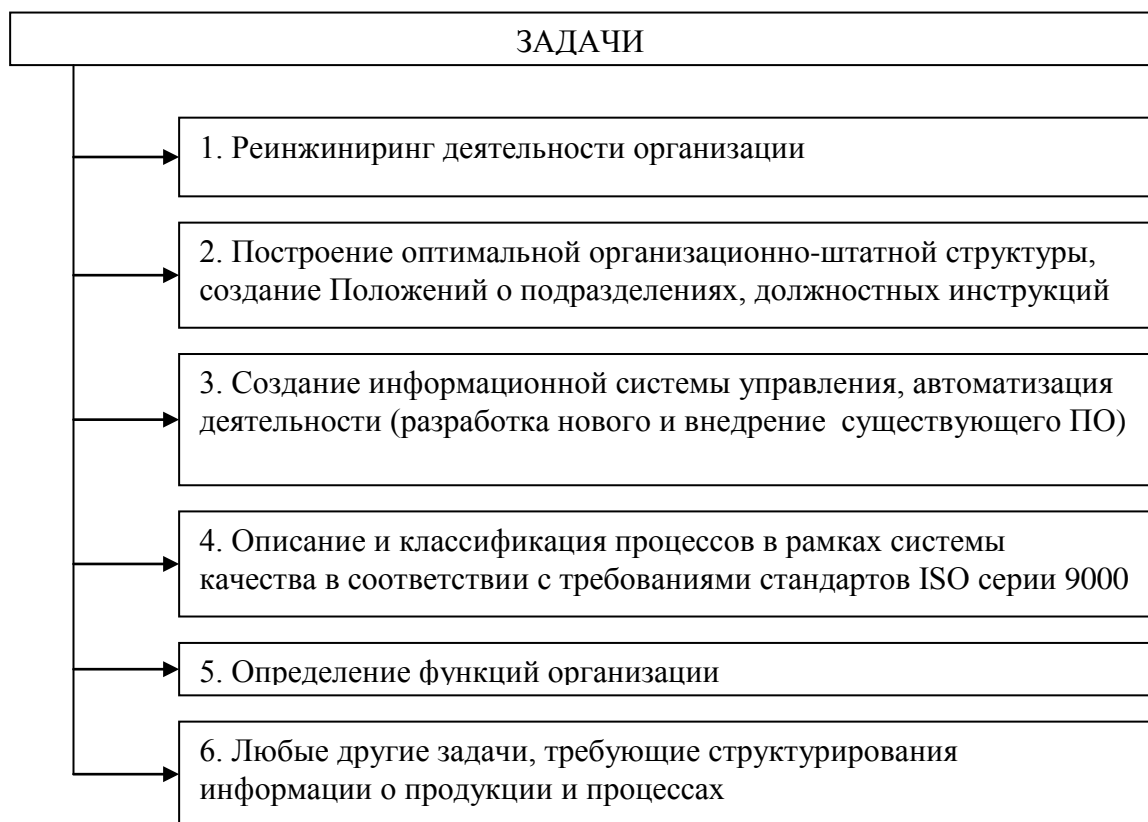 ЗАДАЧИ
1. Реинжиниринг деятельности организации
2. Построение оптимальной организационно-штатной структуры,
создание Положений о подразделениях, должностных инструкций
3. Создание информационной системы управления, автоматизация
деятельности (разработка нового и внедрение существующего ПО)
4. Описание и классификация процессов в рамках системы
качества в соответствии с требованиями стандартов ISO серии 9000
5. Определение функций организации
6. Любые другие задачи, требующие структурирования
информации о продукции и процессах